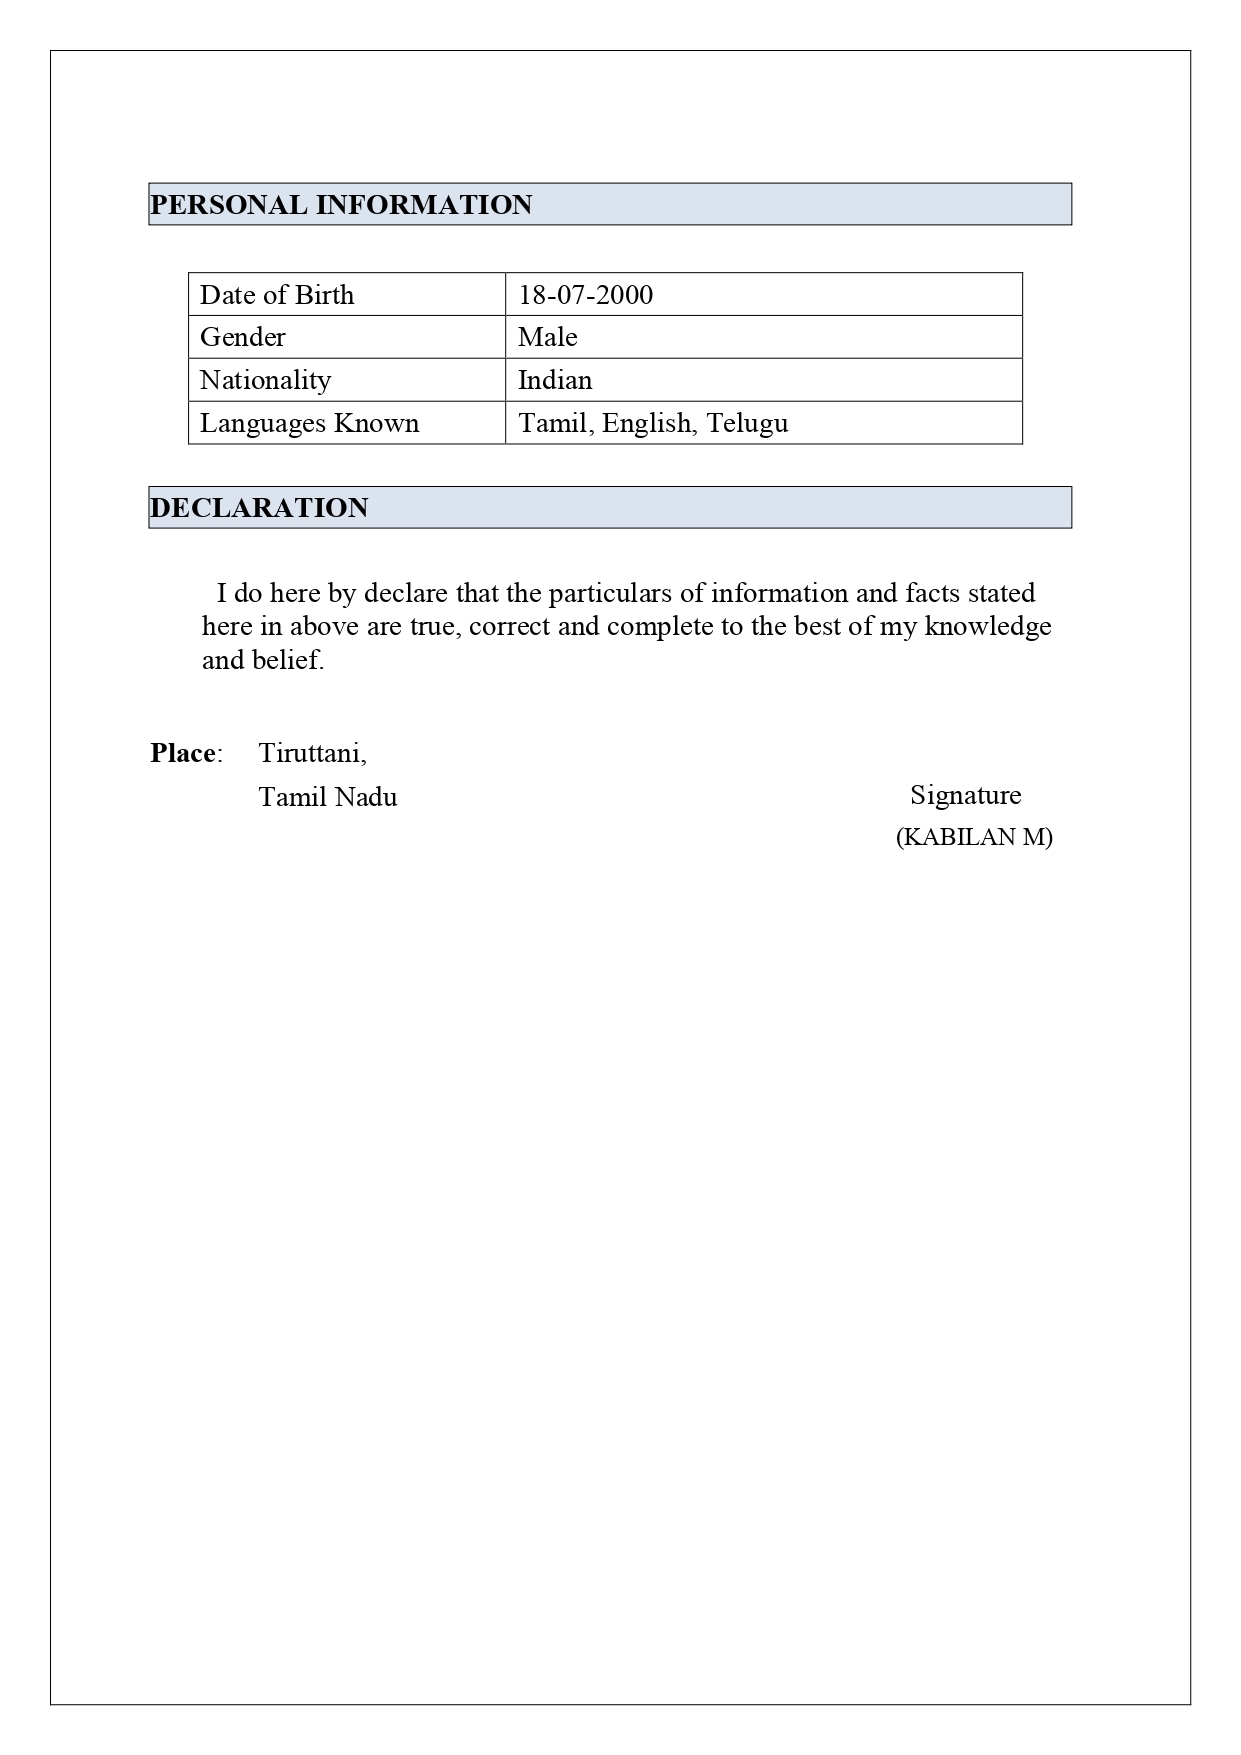 PERSONAL INFORMATION
Date of Birth 18-07-2000
Gender Male
Nationality Indian
Languages Known Tamil, English, Telugu
DECLARATION
I do here by declare that the particulars of information and facts stated
here in above are true, correct and complete to the best of my knowledge
and belief.
Place: Tiruttani,
Tamil Nadu Signature
(KABILAN M)